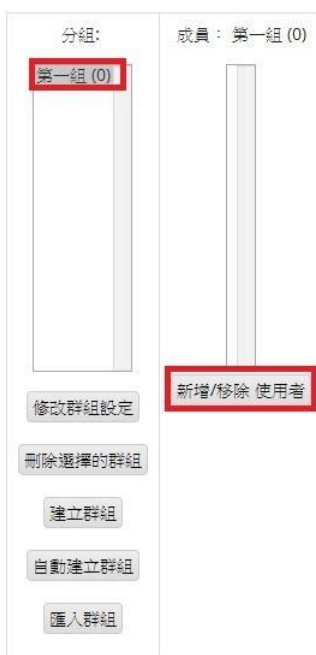 分組:
第一組 (0)
修改群組設定
刪除選擇的群組
建立群組
自動建立群組
匯入群組
成員： 第一組 (0)
新增/移除 使用者